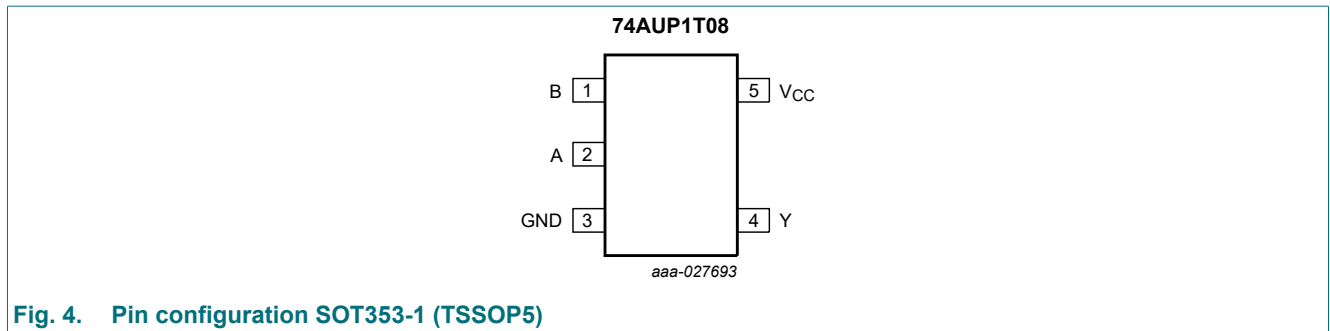 74AUP1T08
B 1 5 VCC
A 2
GND 3 4 Y
aaa-027693
Fig. 4. Pin configuration SOT353-1 (TSSOP5)